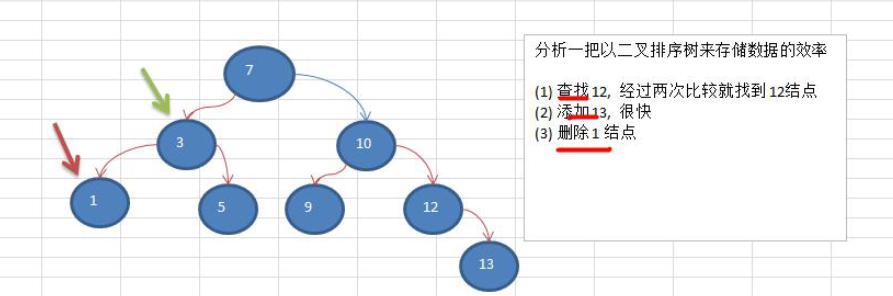 7
3
10
1
5
9
12
13
分析一把以二叉排序树来存储数据的效率
(1) 查找12, 经过两次比较就找到12结点
(2) 添加13, 很快
(3) 删除1 结点